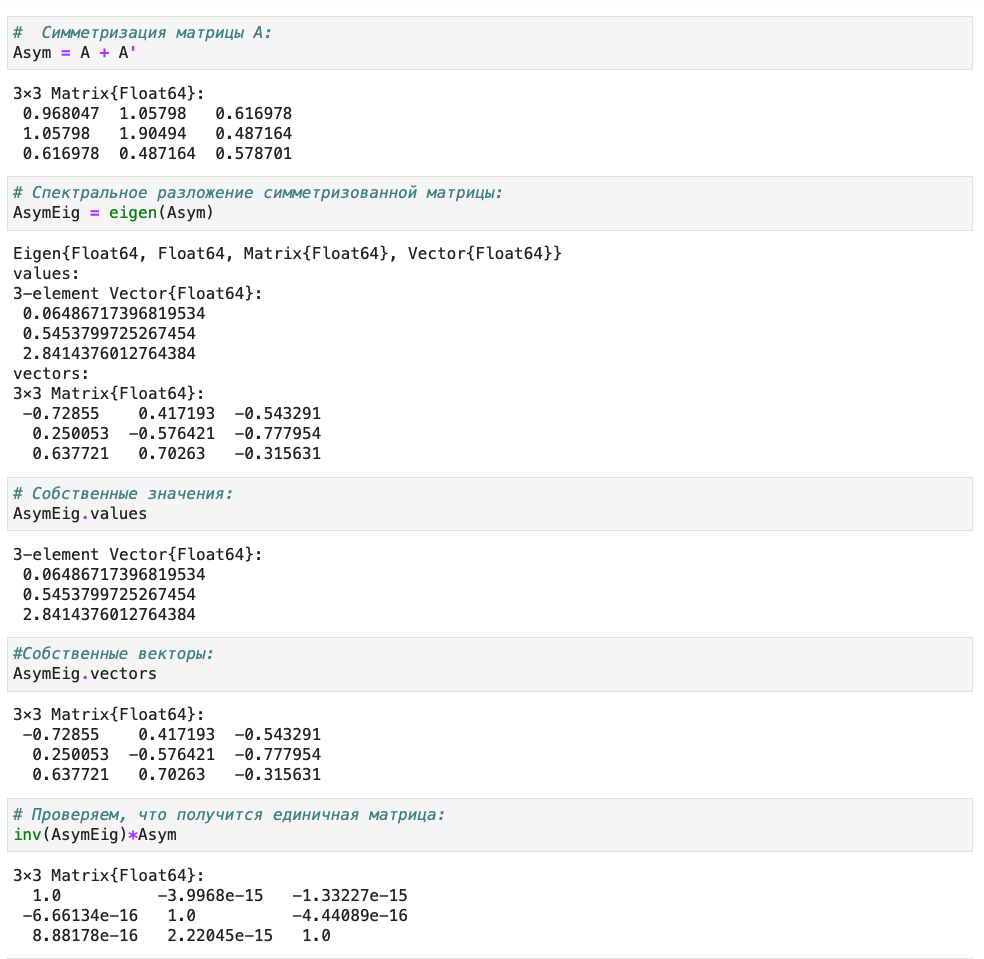 #  Симметризация матрицы A:
Asym = A + A'
3×3 Matrix{Float64}:
 0.968047  1.05798   0.616978
 1.05798   1.90494   0.487164
 0.616978  0.487164  0.578701
# Спектральное разложение симметризованной матрицы:
AsymEig = eigen(Asym)
Eigen{Float64, Float64, Matrix{Float64}, Vector{Float64}}
values:
3-element Vector{Float64}:
 0.06486717396819534
 0.5453799725267454
 2.8414376012764384
vectors:
3×3 Matrix{Float64}:
 -0.72855    0.417193  -0.543291
  0.250053  -0.576421  -0.777954
  0.637721   0.70263   -0.315631
# Собственные значения:
AsymEig.values
3-element Vector{Float64}:
 0.06486717396819534
 0.5453799725267454
 2.8414376012764384
#Собственные векторы:
AsymEig.vectors
3×3 Matrix{Float64}:
 -0.72855    0.417193  -0.543291
  0.250053  -0.576421  -0.777954
  0.637721   0.70263   -0.315631
# Проверяем, что получится единичная матрица:
inv(AsymEig)*Asym
3×3 Matrix{Float64}:
  1.0          -3.9968e-15   -1.33227e-15
 -6.66134e-16   1.0          -4.44089e-16
  8.88178e-16   2.22045e-15   1.0